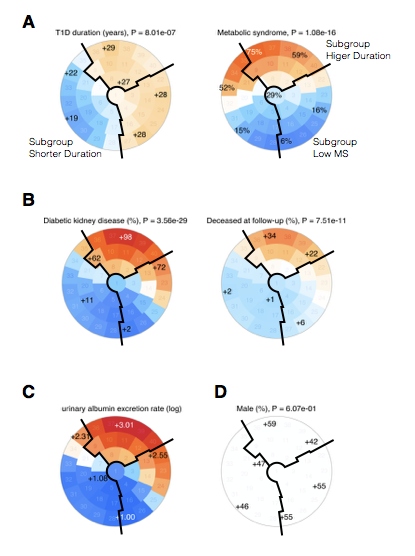 A
T1D duration (years), P = 8.01e-07
+29
+22
+27
+28
+19
+28
Subgroup
Shorter Duration
Metabolic syndrome, P = 1.08e-16
75%
59%
Subgroup
Higer Duration
52%
29%
16%
15%
6%
Subgroup
Low MS
B
Diabetic kidney disease (%), P = 3.56e-29
+98
+62
+72
+11
+2
Deceased at follow-up (%), P = 7.51e-11
+34
+22
+2
+1
+6
C
urinary albumin excretion rate (log)
+3.01
+2.31
+2.55
+1.08
+1.00
D
Male (%), P = 6.07e-01
+59
+42
+47
+55
+46
+55